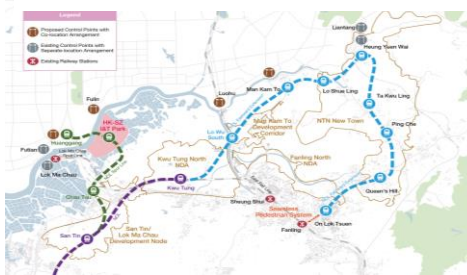 Legend
Proposed Control Points with
Co-location Arrangement
Existing Control Points with
Separate-location Arrangement
Existing Railway Stations
Liantang
Heung Yuen Wai
Luohu
Man Kam To
Lo Shue Ling
Fulin
HK-SZ
I&T Park
Huanggang
Man Kam To
Development
Corridor
NTN New Town
Ta Kwu Ling
Lo Wu
South
Ping Che
Futian
Lok Ma Chau
Spur Line
Lok Ma Chau
Kwu Tung North
NDA
Fanling North
NDA
Chau Tau
Kwu Tung
Queen's Hill
Sheung Shui
Seamless
Pedestrian System
San Tin
San Tin/
Lok Ma Chau
Development Node
Fanling
On Lok Tsuen